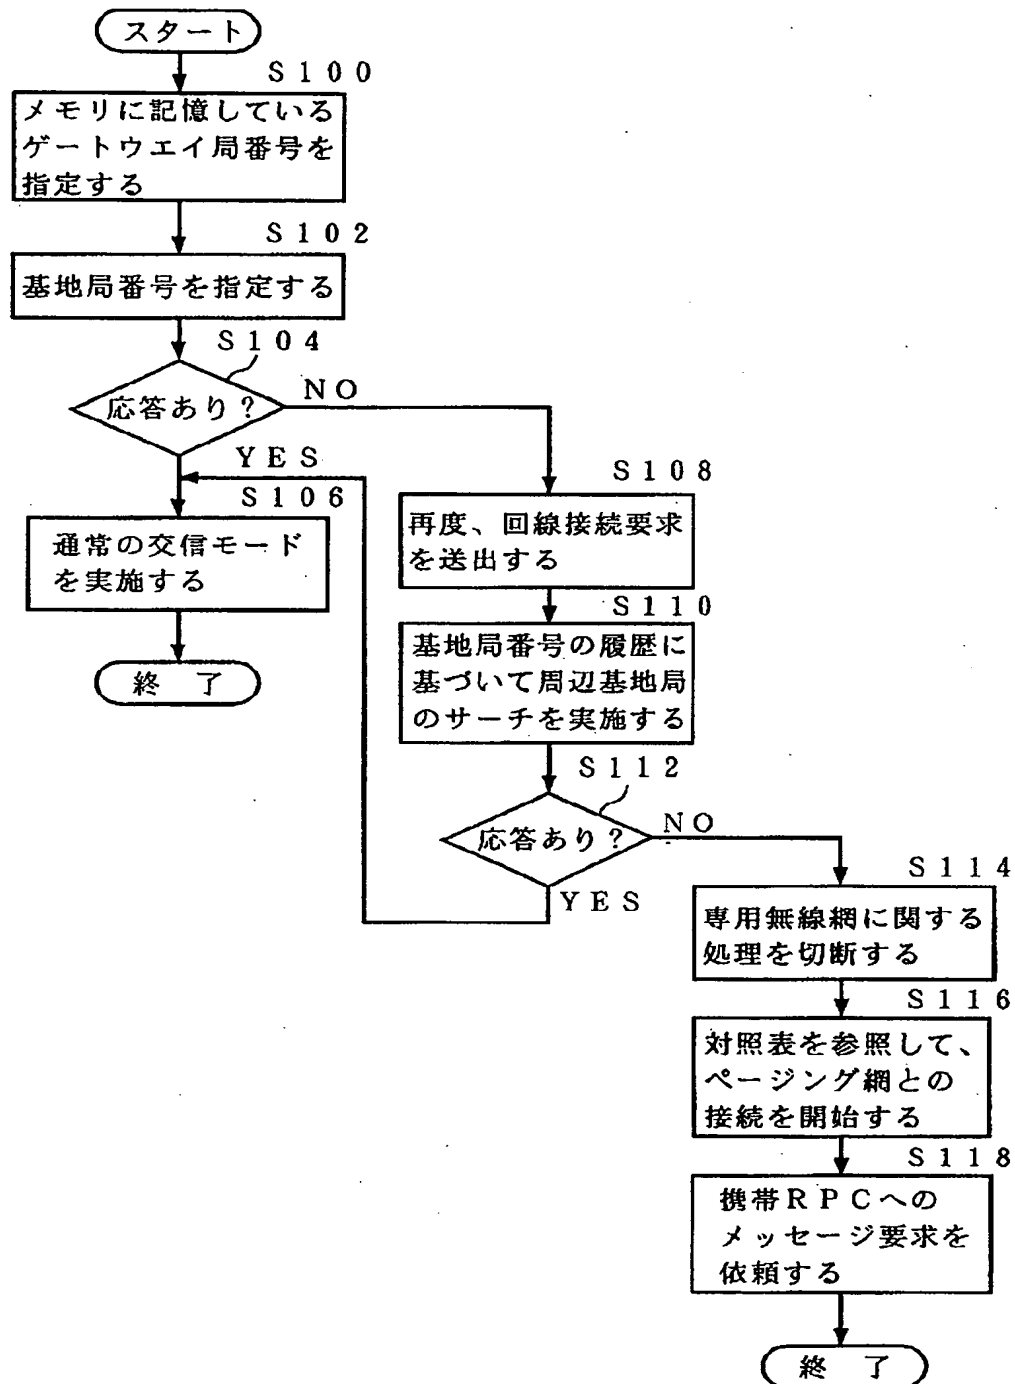 スタート
S100
メモリに記憶している
ゲートウエイ局番号を
指定する
S102
基地局番号を指定する
S104
応答あり？
NO
YES
S106
通常の交信モード
を実施する
終 了
S108
再度、回線接続要求
を送出する
S110
基地局番号の履歴に
基づいて周辺基地局
のサーチを実施する
S112
応答あり？
NO
YES
S114
専用無線網に関する
処理を切断する
S116
対照表を参照して、
ページング網との
接続を開始する
S118
携帯RPCへの
メッセージ要求を
依頼する
終 了